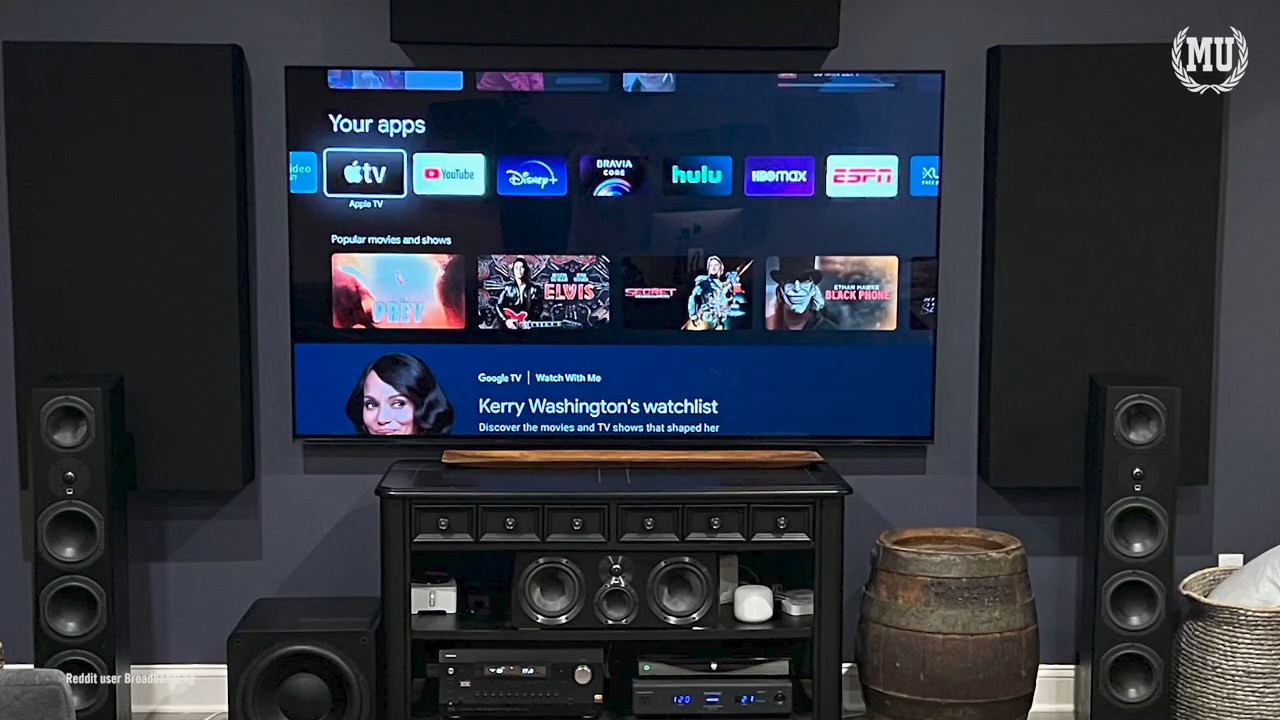 MU
Your apps
tv
YouTube
Disney+
BRAVIA
CORE
hulu
HBOmax
ESPN
Apple TV
Popular movies and shows
PREY
ELVIS
SECRET
ETHAN HAWKE
BLACK PHONE
Google TV | Watch With Me
Kerry Washington's watchlist
Discover the movies and TV shows that shaped her
120
21
Reddit user